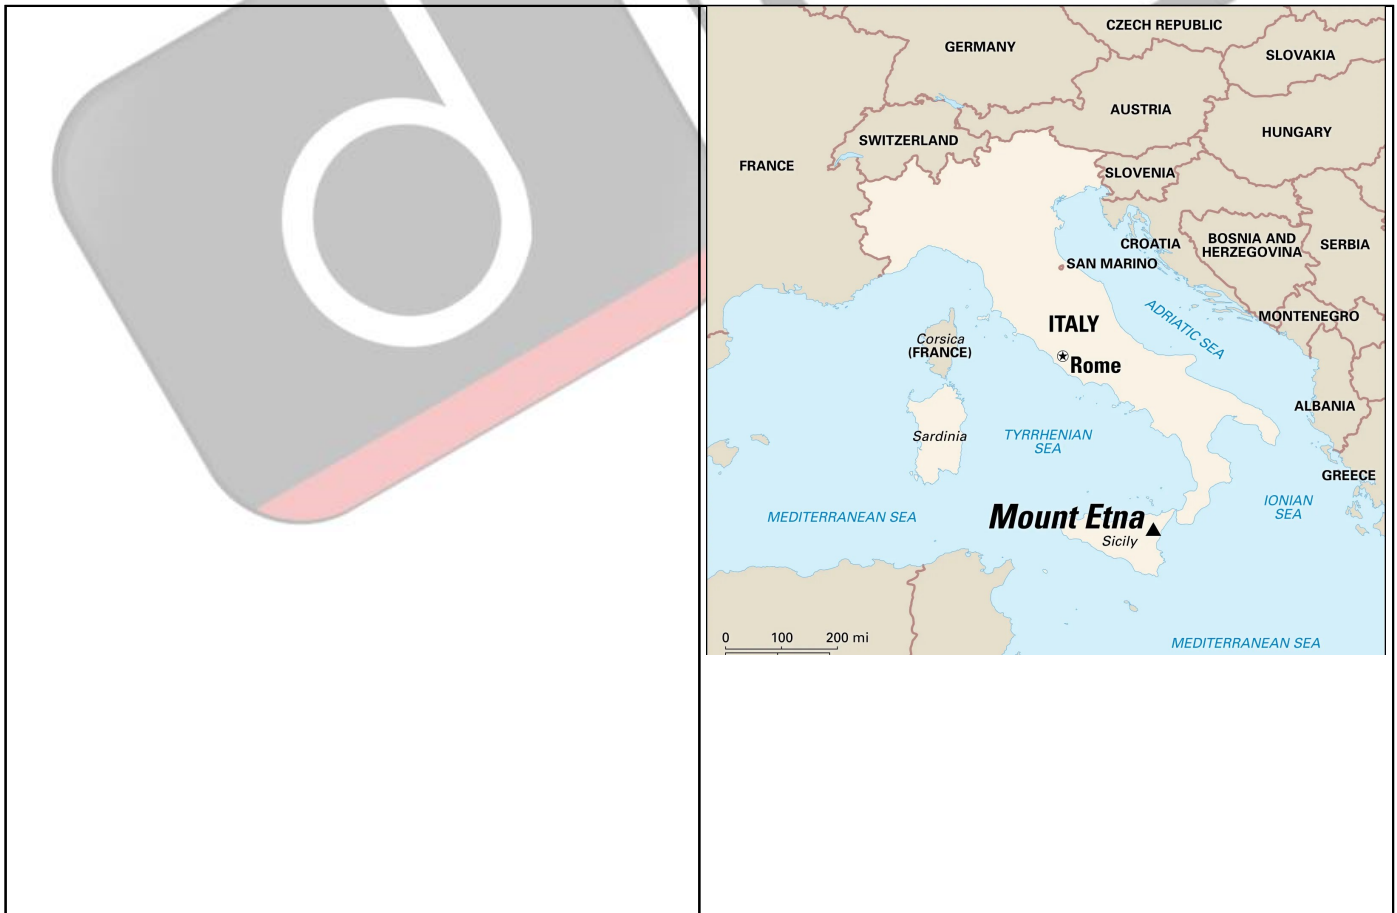 CZECH REPUBLIC
GERMANY
SLOVAKIA
AUSTRIA
HUNGARY
SWITZERLAND
FRANCE
SLOVENIA
CROATIA
BOSNIA AND
HERZEGOVINA
SERBIA
SAN MARINO
MONTENEGRO
ADRIATIC SEA
ITALY
Corsica
(FRANCE)
Rome
ALBANIA
Sardinia
TYRRHENIAN
SEA
GREECE
IONIAN
SEA
MEDITERRANEAN SEA
Mount Etna
Sicily
0 100 200 mi
MEDITERRANEAN SEA